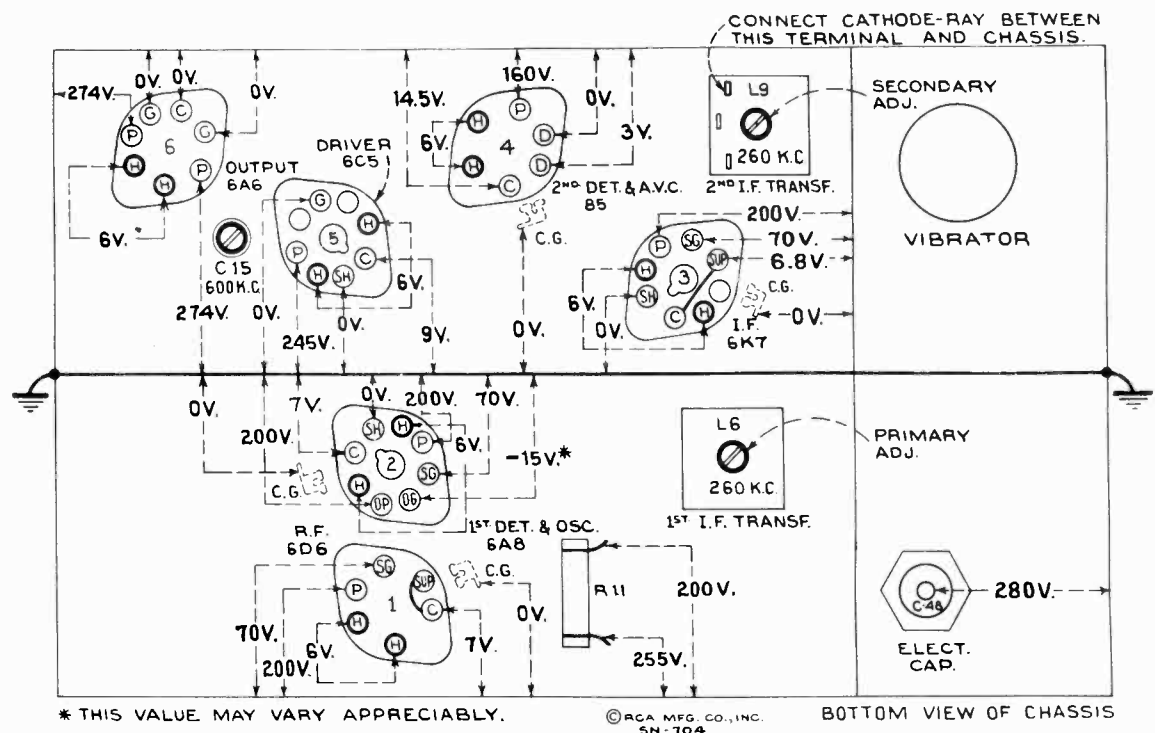 CONNECT CATHODE-RAY BETWEEN
THIS TERMINAL AND CHASSIS.
274V.
0V.
0V.
0V.
G
C
G
P
6
H
H
P
6V.
OUTPUT
6A6
DRIVER
6C5
C 15
600 K.C.
274V.
G
H
5
P
C
H
SH
6V.
0V.
0V.
245V.
9V.
14.5V.
160V.
0V.
3V.
P
H
D
4
6V.
H
D
C
2ND DET. & A.V.C.
85
C.G.
0V.
L9
260 K.C.
2ND I.F. TRANSF.
SECONDARY
ADJ.
VIBRATOR
200V.
70V.
6.8V.
C.G.
0V.
P
SG
SUP
H
3
SH
C
H
6V.
0V.
I.F.
6K7
0V.
7V.
200V.
0V.
200V.
70V.
6V.
-15V.*
SH
H
P
C
2
SG
H
OP
OG
C.G.
1ST DET. & OSC.
6A8
L6
260 K.C.
1ST I.F. TRANSF.
PRIMARY
ADJ.
R.F.
6D6
SG
SUP
P
1
C
H
H
C.G.
70V.
200V.
6V.
7V.
0V.
R 11
200V.
255V.
C-48
280V.
ELECT.
CAP.
* THIS VALUE MAY VARY APPRECIABLY.
© RCA MFG. CO., INC.
SN-704
BOTTOM VIEW OF CHASSIS